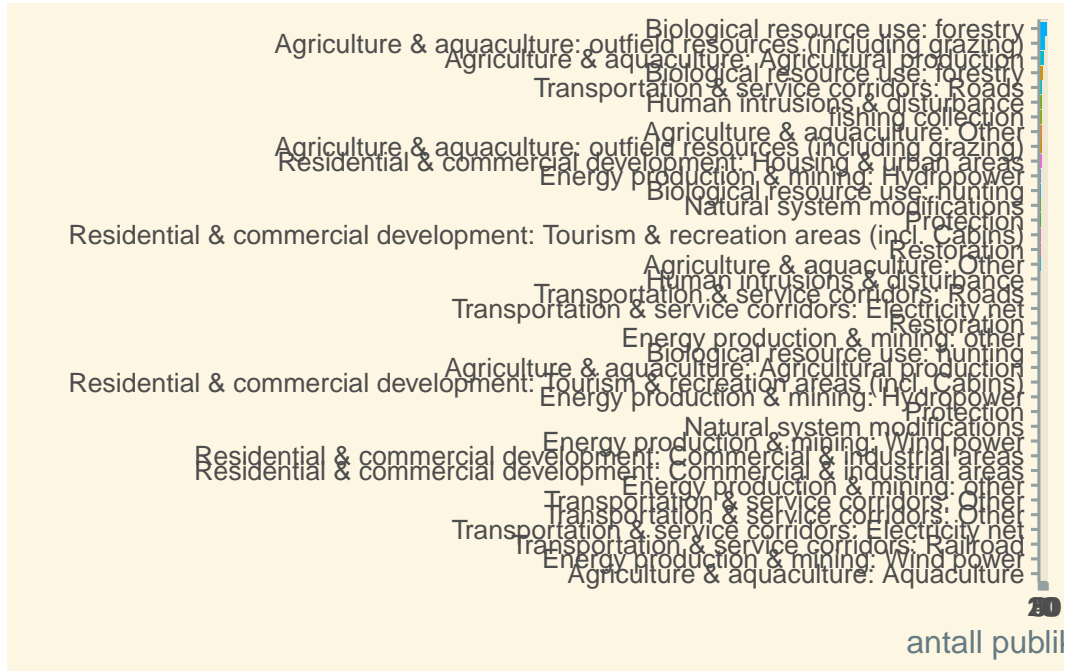 Biological resource use: forestry
Agriculture & aquaculture: outfield resources (including grazing)
Agriculture & aquaculture: Agricultural production
Biological resource use: forestry
Transportation & service corridors: Roads
Human intrusions & disturbance
fishing collection
Agriculture & aquaculture: Other
Agriculture & aquaculture: outfield resources (including grazing)
Residential & commercial development: Housing & urban areas
Energy production & mining: Hydropower
Biological resource use: hunting
Natural system modifications
Protection
Residential & commercial development: Tourism & recreation areas (incl. Cabins)
Restoration
Agriculture & aquaculture: Other
Human intrusions & disturbance
Transportation & service corridors: Roads
Transportation & service corridors: Electricity net
Restoration
Energy production & mining: other
Biological resource use: hunting
Agriculture & aquaculture: Agricultural production
Residential & commercial development: Tourism & recreation areas (incl. Cabins)
Energy production & mining: Hydropower
Protection
Natural system modifications
Energy production & mining: Wind power
Residential & commercial development: Commercial & industrial areas
Residential & commercial development: Commercial & industrial areas
Energy production & mining: other
Transportation & service corridors: Other
Transportation & service corridors: Other
Transportation & service corridors: Electricity net
Transportation & service corridors: Railroad
Energy production & mining: Wind power
Agriculture & aquaculture: Aquaculture
antall publi